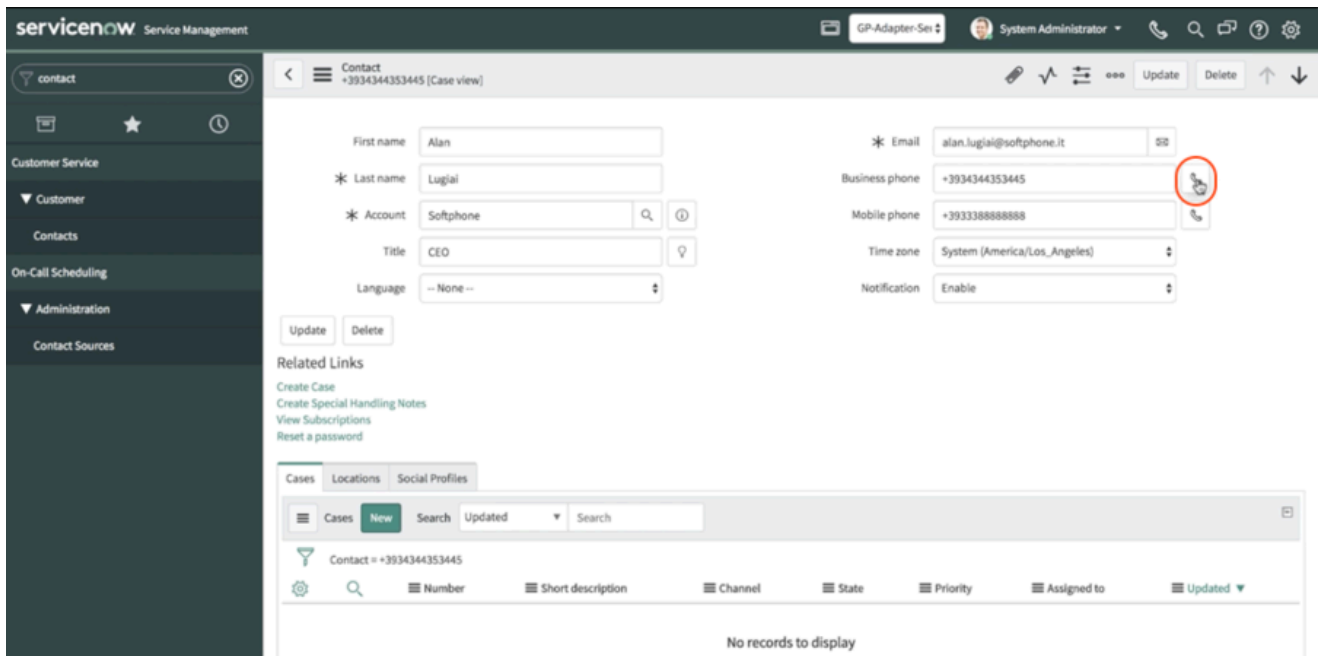 servicenow Service Management
GP-Adapter-Ser
System Administrator
contact
Contact
+3934344353445 [Case view]
Update
Delete
Customer Service
Customer
Contacts
On-Call Scheduling
Administration
Contact Sources
First name
Alan
Last name
Lugiai
Account
Softphone
Title
CEO
Language
-- None --
Email
alan.lugiai@softphone.it
Business phone
+3934344353445
Mobile phone
+3933388888888
Time zone
System (America/Los_Angeles)
Notification
Enable
Update
Delete
Related Links
Create Case
Create Special Handling Notes
View Subscriptions
Reset a password
Cases
Locations
Social Profiles
Cases
New
Search
Updated
Search
Contact = +3934344353445
Number
Short description
Channel
State
Priority
Assigned to
Updated
No records to display